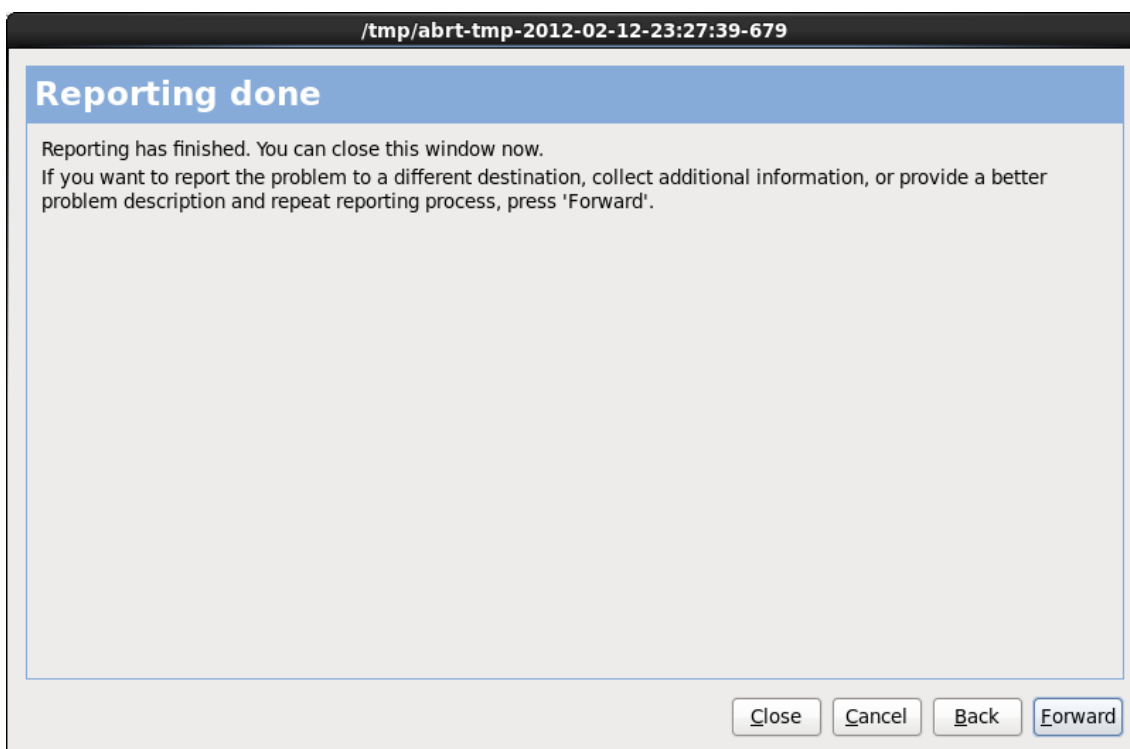 /tmp/abrt-tmp-2012-02-12-23:27:39-679
Reporting done
Reporting has finished. You can close this window now.
If you want to report the problem to a different destination, collect additional information, or provide a better
problem description and repeat reporting process, press 'Forward'.
Close Cancel Back Forward